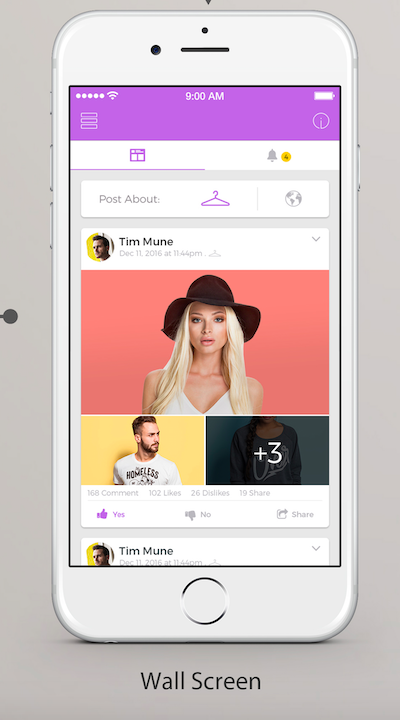 9:00 AM
4
Post About:
Tim Mune
Dec 11, 2016 at 11:44pm .
HOMELESS
+3
168 Comment 102 Likes 26 Dislikes 19 Share
Yes No Share
Tim Mune
Dec 11, 2016 at 11:44pm .
Wall Screen